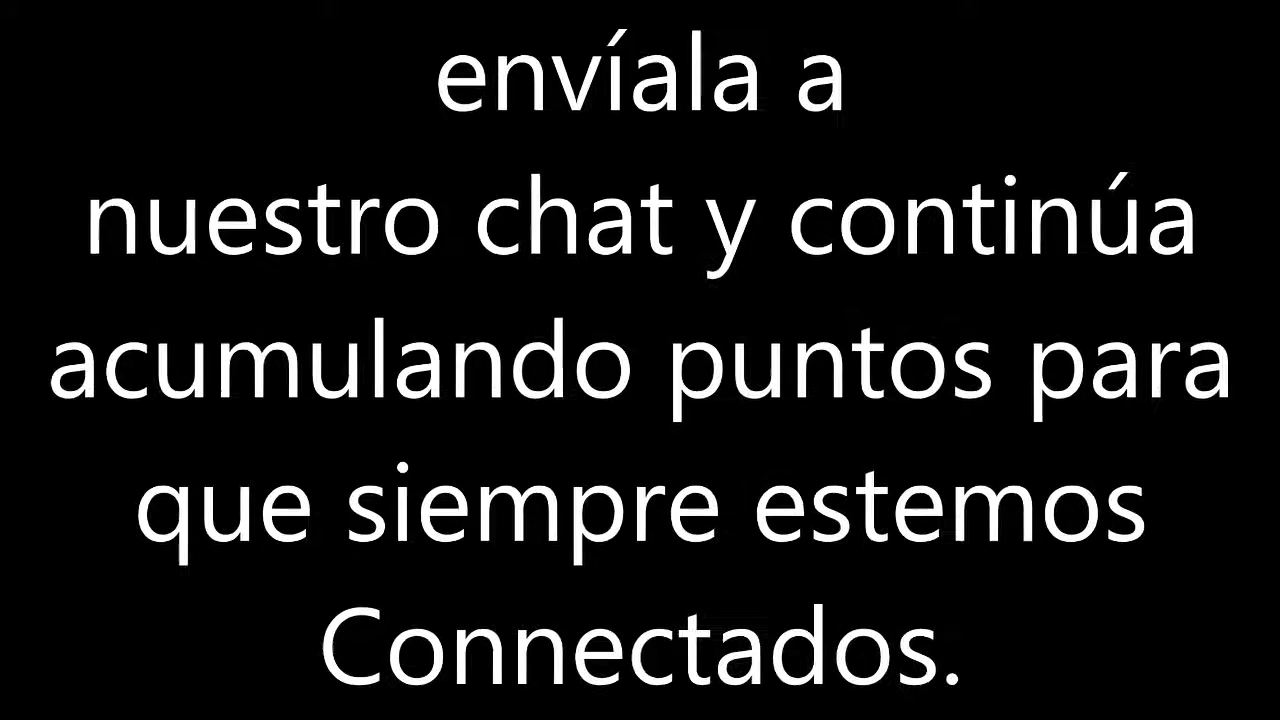 envíala a
nuestro chat y continúa
acumulando puntos para
que siempre estemos
Connectados.